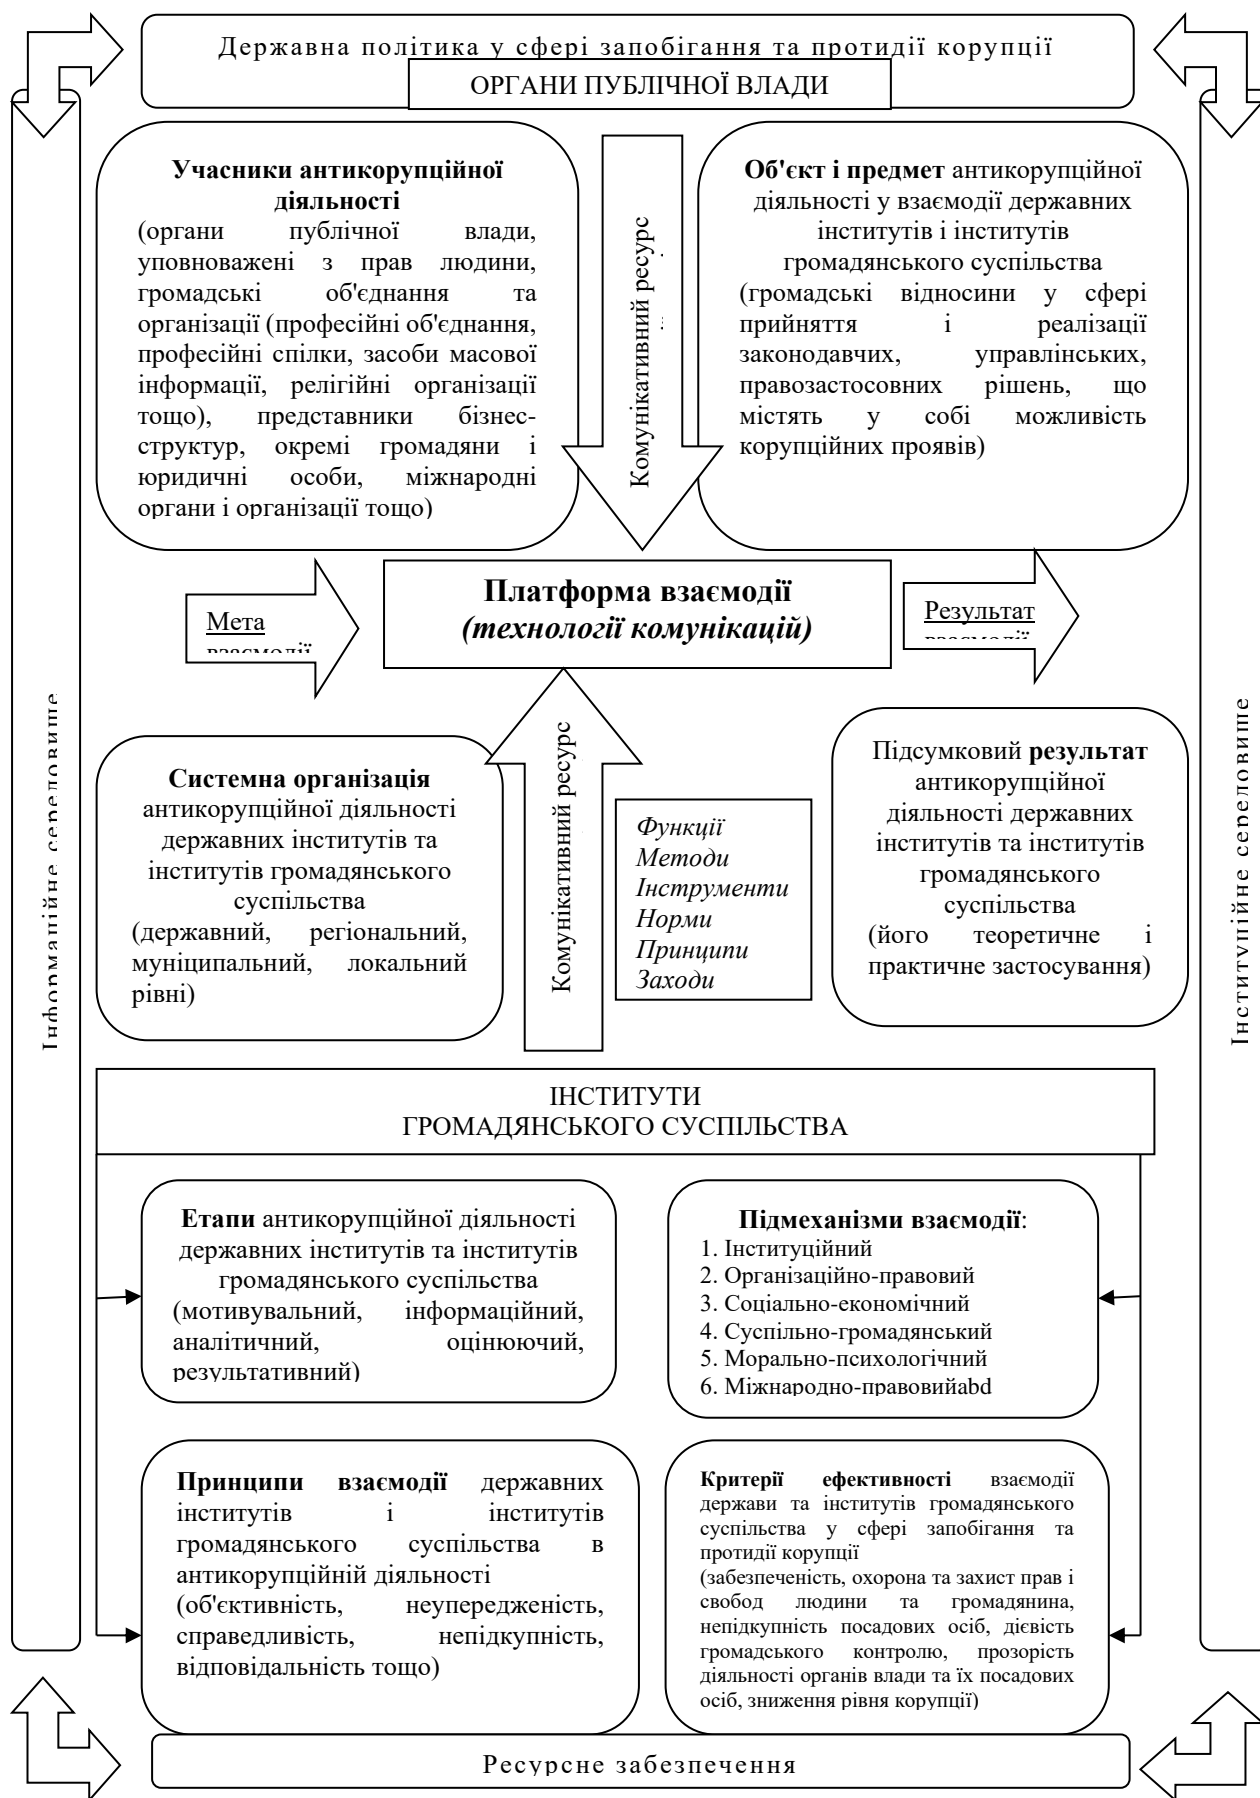 Державна політика у сфері запобігання та протидії корупції
ОРГАНИ ПУБЛІЧНОЇ ВЛАДИ
Учасники антикорупційної
діяльності
(органи публічної влади,
уповноважені з прав людини,
громадські об'єднання та
організації (професійні об'єднання,
професійні спілки, засоби масової
інформації, релігійні організації
тощо), представники бізнес-
структур, окремі громадяни і
юридичні особи, міжнародні
органи і організації тощо)
Комунікативний ресурс
Об'єкт і предмет антикорупційної
діяльності у взаємодії державних
інститутів і інститутів
громадянського суспільства
(громадські відносини у сфері
прийняття і реалізації
законодавчих, управлінських,
правозастосовних рішень, що
містять у собі можливість
корупційних проявів)
Мета
взаємодії
Платформа взаємодії
(технології комунікацій)
Результат
взаємодії
Інформаційне середовище
Інституційне середовище
Системна організація
антикорупційної діяльності
державних інститутів та
інститутів громадянського
суспільства
(державний, регіональний,
муніципальний, локальний
рівні)
Комунікативний ресурс
Функції
Методи
Інструменти
Норми
Принципи
Заходи
Підсумковий результат
антикорупційної
діяльності державних
інститутів та інститутів
громадянського
суспільства
(його теоретичне і
практичне застосування)
ІНСТИТУТИ
ГРОМАДЯНСЬКОГО СУСПІЛЬСТВА
Етапи антикорупційної діяльності
державних інститутів та інститутів
громадянського суспільства
(мотивувальний, інформаційний,
аналітичний, оцінюючий,
результативний)
Підмеханізми взаємодії:
1. Інституційний
2. Організаційно-правовий
3. Соціально-економічний
4. Суспільно-громадянський
5. Морально-психологічний
6. Міжнародно-правовийabd
Принципи взаємодії державних
інститутів і інститутів
громадянського суспільства в
антикорупційній діяльності
(об'єктивність, неупередженість,
справедливість, непідкупність,
відповідальність тощо)
Критерії ефективності взаємодії
держави та інститутів громадянського
суспільства у сфері запобігання та
протидії корупції
(забезпеченість, охорона та захист прав і
свобод людини та громадянина,
непідкупність посадових осіб, дієвість
громадського контролю, прозорість
діяльності органів влади та їх посадових
осіб, зниження рівня корупції)
Ресурсне забезпечення